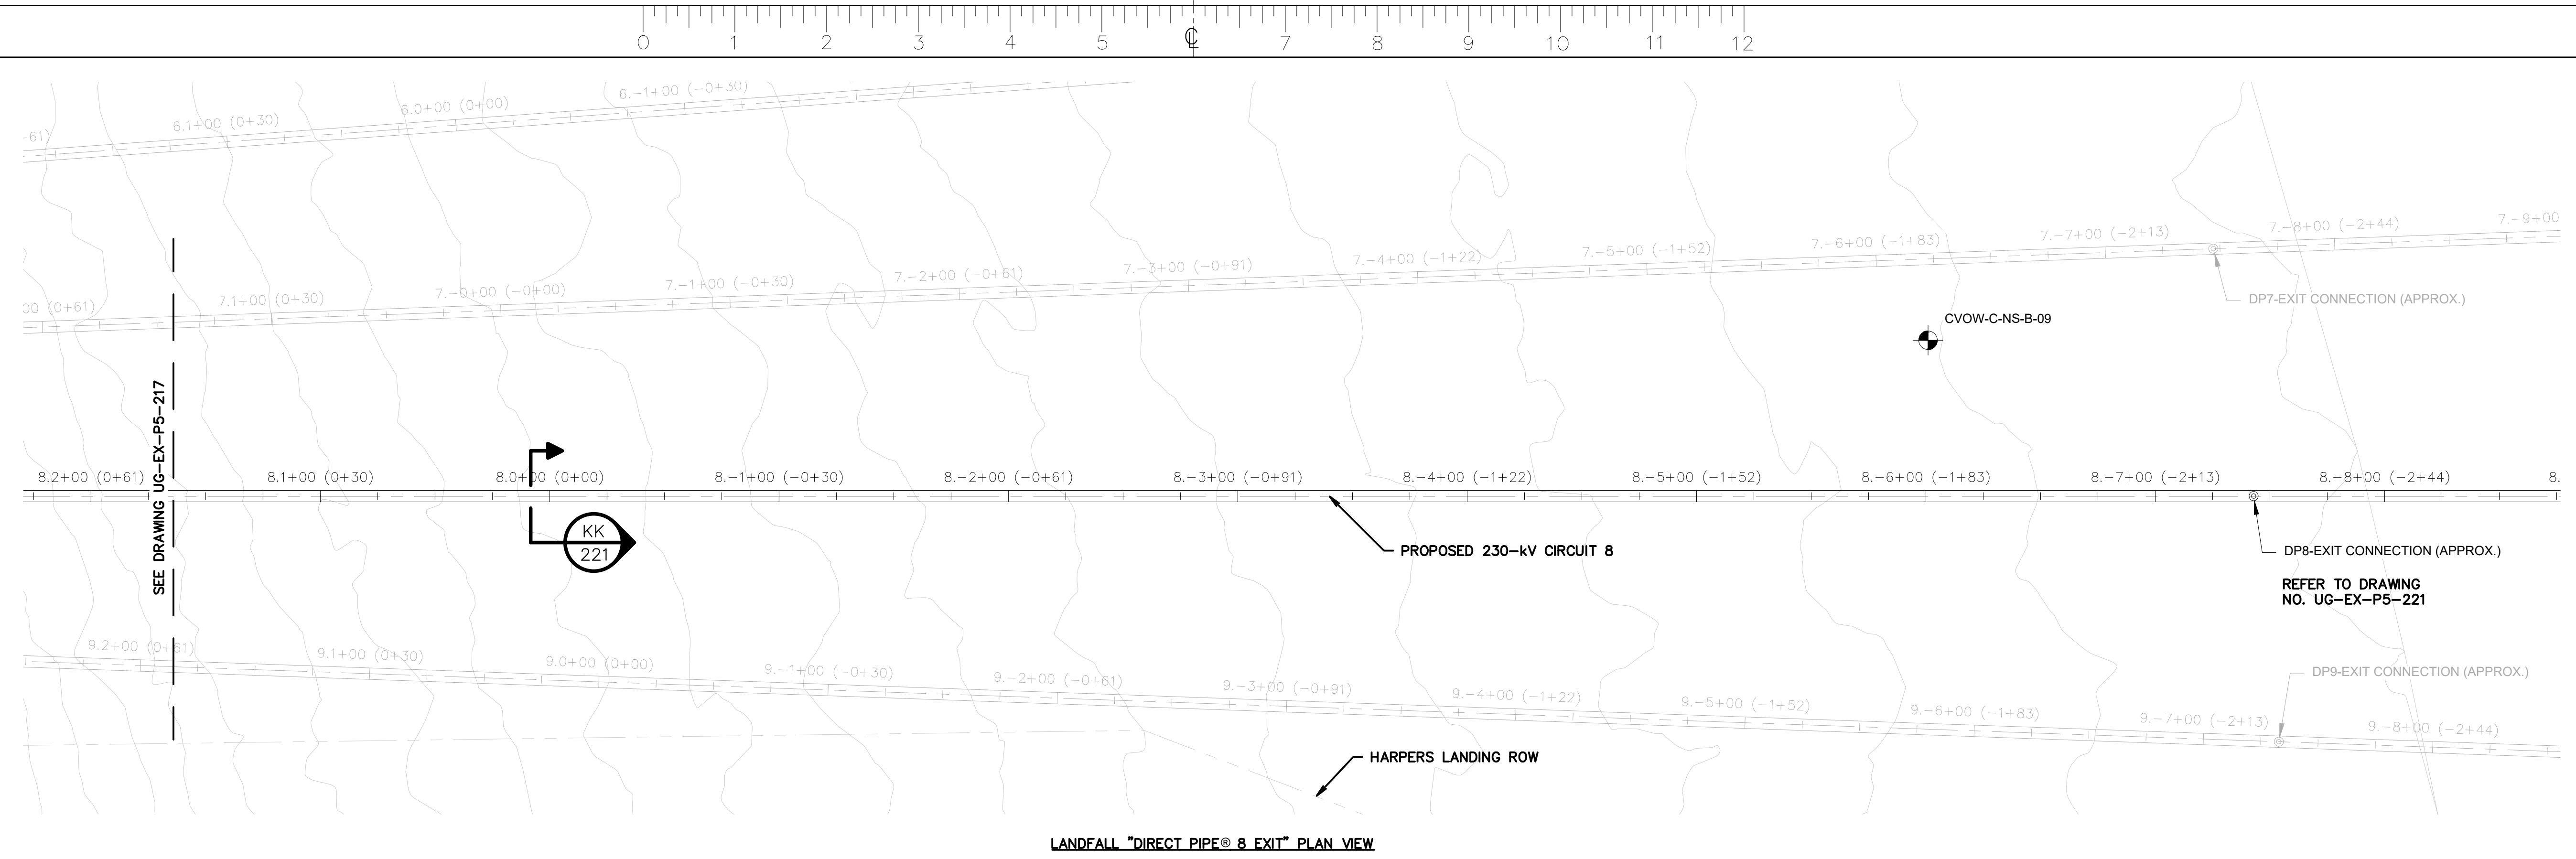 0 1 2 3 4 5 ℄ 7 8 9 10 11 12
6.-1+00 (-0+30)
6.0+00 (0+00)
6.1+00 (0+30)
-61)
7.-9+00
7.-8+00 (-2+44)
7.-7+00 (-2+13)
7.-6+00 (-1+83)
7.-5+00 (-1+52)
7.-4+00 (-1+22)
7.-3+00 (-0+91)
7.-2+00 (-0+61)
7.-1+00 (-0+30)
7.-0+00 (-0+00)
7.1+00 (0+30)
00 (0+61)
DP7-EXIT CONNECTION (APPROX.)
CVOW-C-NS-B-09
SEE DRAWING UG-EX-P5-217
8.2+00 (0+61) 8.1+00 (0+30) 8.0+00 (0+00) 8.-1+00 (-0+30) 8.-2+00 (-0+61) 8.-3+00 (-0+91) 8.-4+00 (-1+22) 8.-5+00 (-1+52) 8.-6+00 (-1+83) 8.-7+00 (-2+13) 8.-8+00 (-2+44) 8.
KK
221
PROPOSED 230-kV CIRCUIT 8
DP8-EXIT CONNECTION (APPROX.)
REFER TO DRAWING
NO. UG-EX-P5-221
9.2+00 (0+61)
9.1+00 (0+30)
9.0+00 (0+00)
9.-1+00 (-0+30)
9.-2+00 (-0+61)
9.-3+00 (-0+91)
9.-4+00 (-1+22)
9.-5+00 (-1+52)
9.-6+00 (-1+83)
9.-7+00 (-2+13)
9.-8+00 (-2+44)
DP9-EXIT CONNECTION (APPROX.)
HARPERS LANDING ROW
LANDFALL "DIRECT PIPE® 8 EXIT" PLAN VIEW